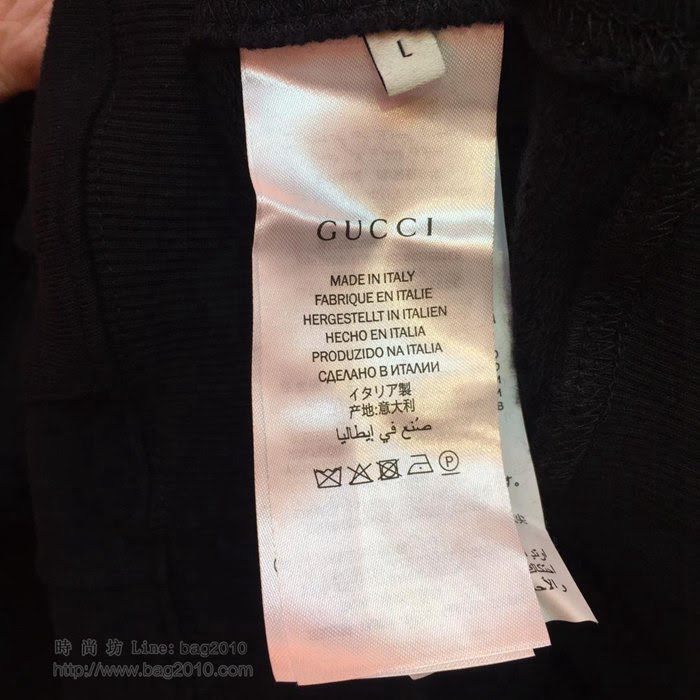 L
GUCCI
MADE IN ITALY
FABRIQUE EN ITALIE
HERGESTELLT IN ITALIEN
HECHO EN ITALIA
PRODUZIDO NA ITALIA
СДЕЛАНО В ИТАЛИИ
イタリア製
产地:意大利
صُنع في إيطاليا
P
時尚坊 Line: bag2010
http://www.bag2010.com/